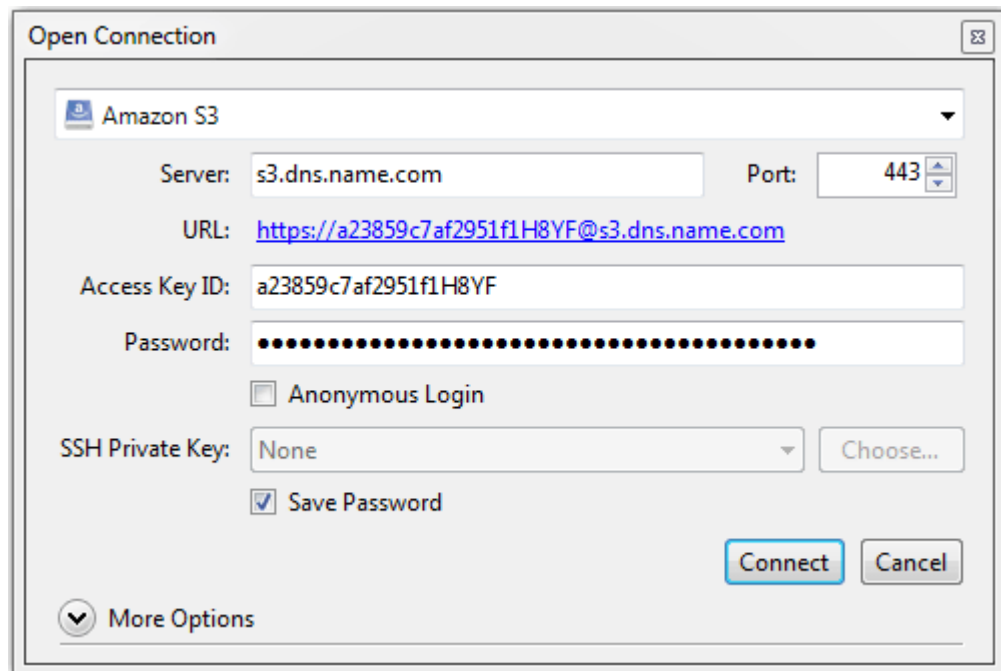 Open Connection
Amazon S3
Server: s3.dns.name.com Port: 443
URL: https://a23859c7af2951f1H8YF@s3.dns.name.com
Access Key ID: a23859c7af2951f1H8YF
Password: ••••••••••••••••••••••••••••••••••••••••
Anonymous Login
SSH Private Key: None Choose...
Save Password
Connect Cancel
More Options